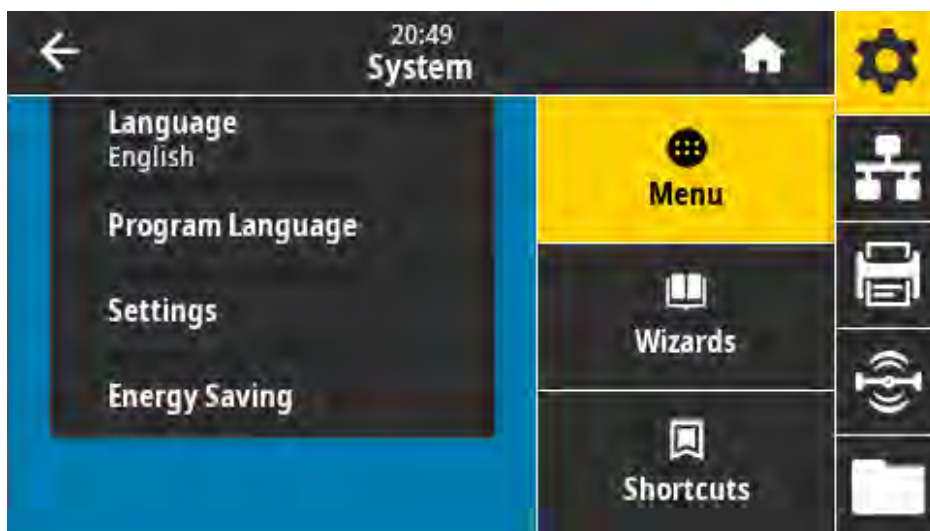 20:49
System
Language
English
Program Language
Settings
Energy Saving
Menu
Wizards
Shortcuts